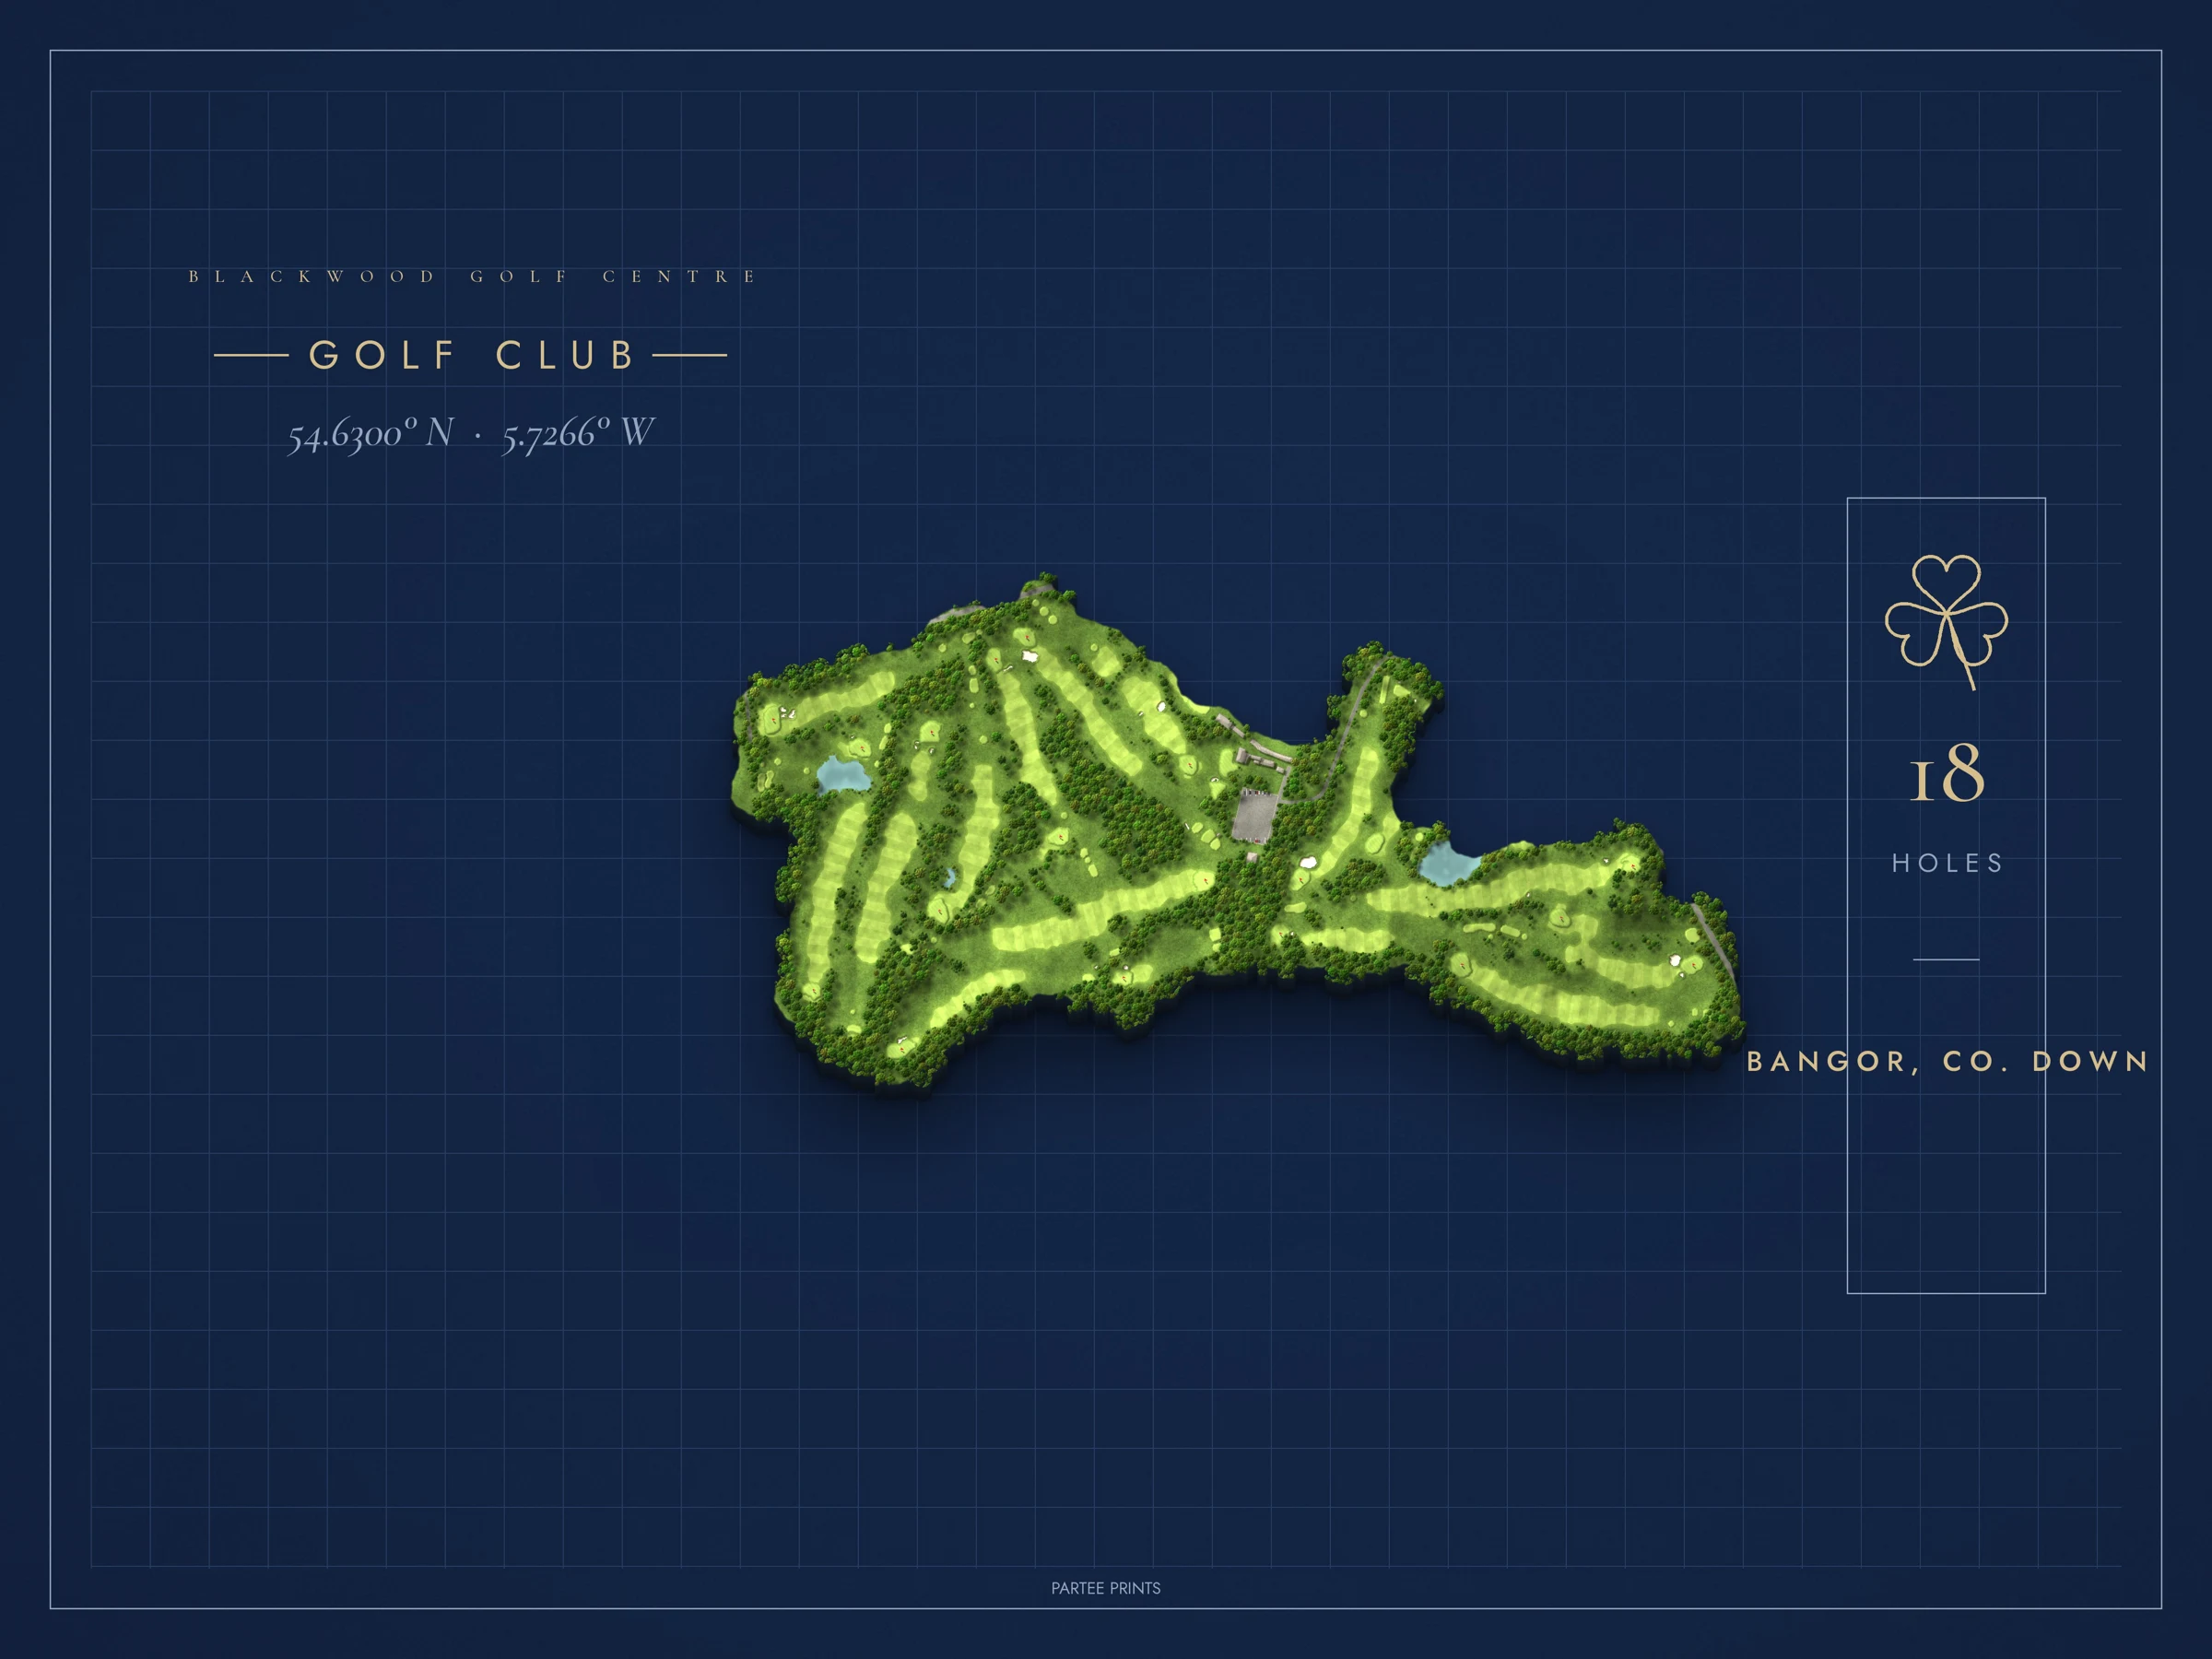 BLACKWOOD GOLF CENTRE
GOLF CLUB
54.6300° N · 5.7266° W
18
HOLES
BANGOR, CO. DOWN
PARTEE PRINTS